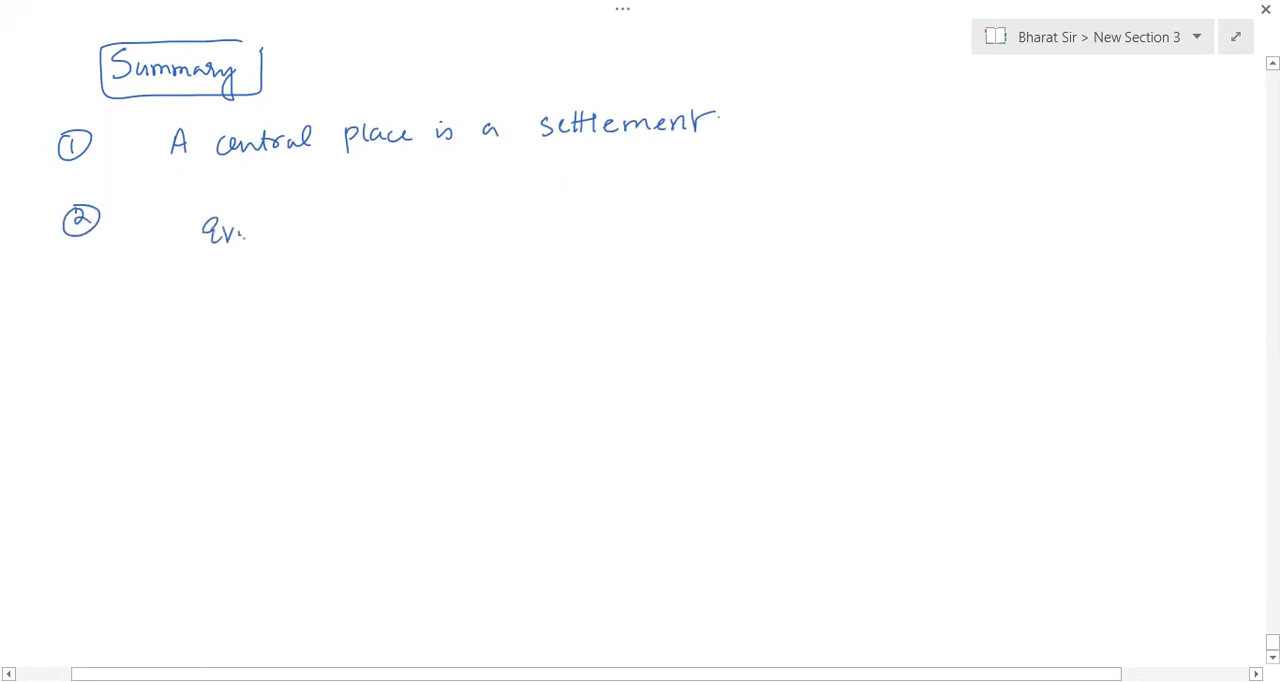 ...
Bharat Sir > New Section 3
Summary
① A central place is a settlement.
②